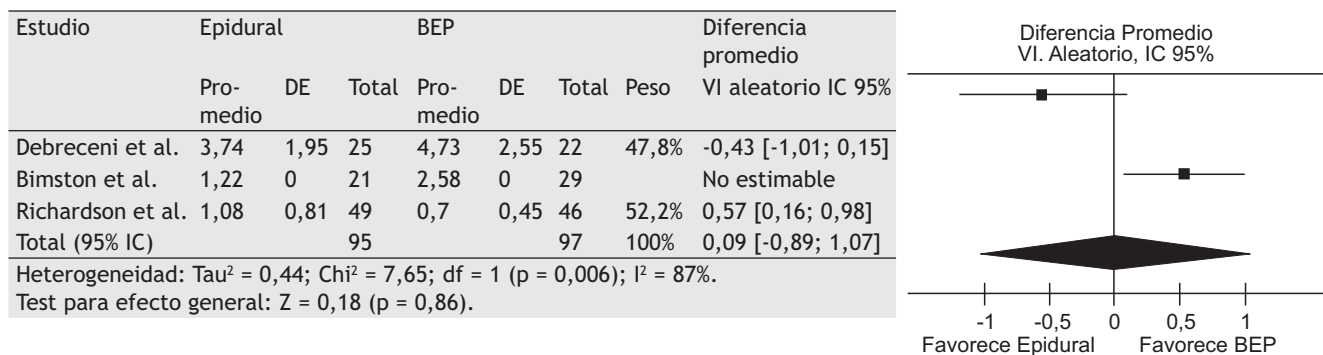 Estudio Epidural BEP Diferencia promedio
Pro-medio DE Total Pro-medio DE Total Peso VI aleatorio IC 95%
Debreceni et al. 3,74 1,95 25 4,73 2,55 22 47,8% -0,43 [-1,01; 0,15]
Bimston et al. 1,22 0 21 2,58 0 29 No estimable
Richardson et al. 1,08 0,81 49 0,7 0,45 46 52,2% 0,57 [0,16; 0,98]
Total (95% IC) 95 97 100% 0,09 [-0,89; 1,07]
Heterogeneidad: Tau² = 0,44; Chi² = 7,65; df = 1 (p = 0,006); I² = 87%.
Test para efecto general: Z = 0,18 (p = 0,86).
Diferencia Promedio
VI. Aleatorio, IC 95%
-1 -0,5 0 0,5 1
Favorece Epidural Favorece BEP